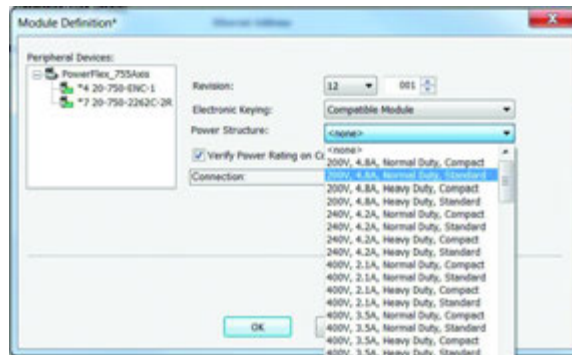 Module Definition*
Peripheral Devices:
PowerFlex_755Axis
*4 20-750-ENC-1
*7 20-750-2262C-2R
Revision:
12
001
Electronic Keying:
Compatible Module
Power Structure:
<none>
Verify Power Rating on
Connection:
<none>
200V, 4.8A, Normal Duty, Compact
200V, 4.8A, Normal Duty, Standard
200V, 4.8A, Heavy Duty, Compact
200V, 4.8A, Heavy Duty, Standard
240V, 4.2A, Normal Duty, Compact
240V, 4.2A, Normal Duty, Standard
240V, 4.2A, Heavy Duty, Compact
240V, 4.2A, Heavy Duty, Standard
400V, 2.1A, Normal Duty, Compact
400V, 2.1A, Normal Duty, Standard
400V, 2.1A, Heavy Duty, Compact
400V, 2.1A, Heavy Duty, Standard
400V, 3.5A, Normal Duty, Compact
400V, 3.5A, Normal Duty, Standard
400V, 3.5A, Heavy Duty, Compact
400V, 3.5A, Heavy Duty, Standard
OK